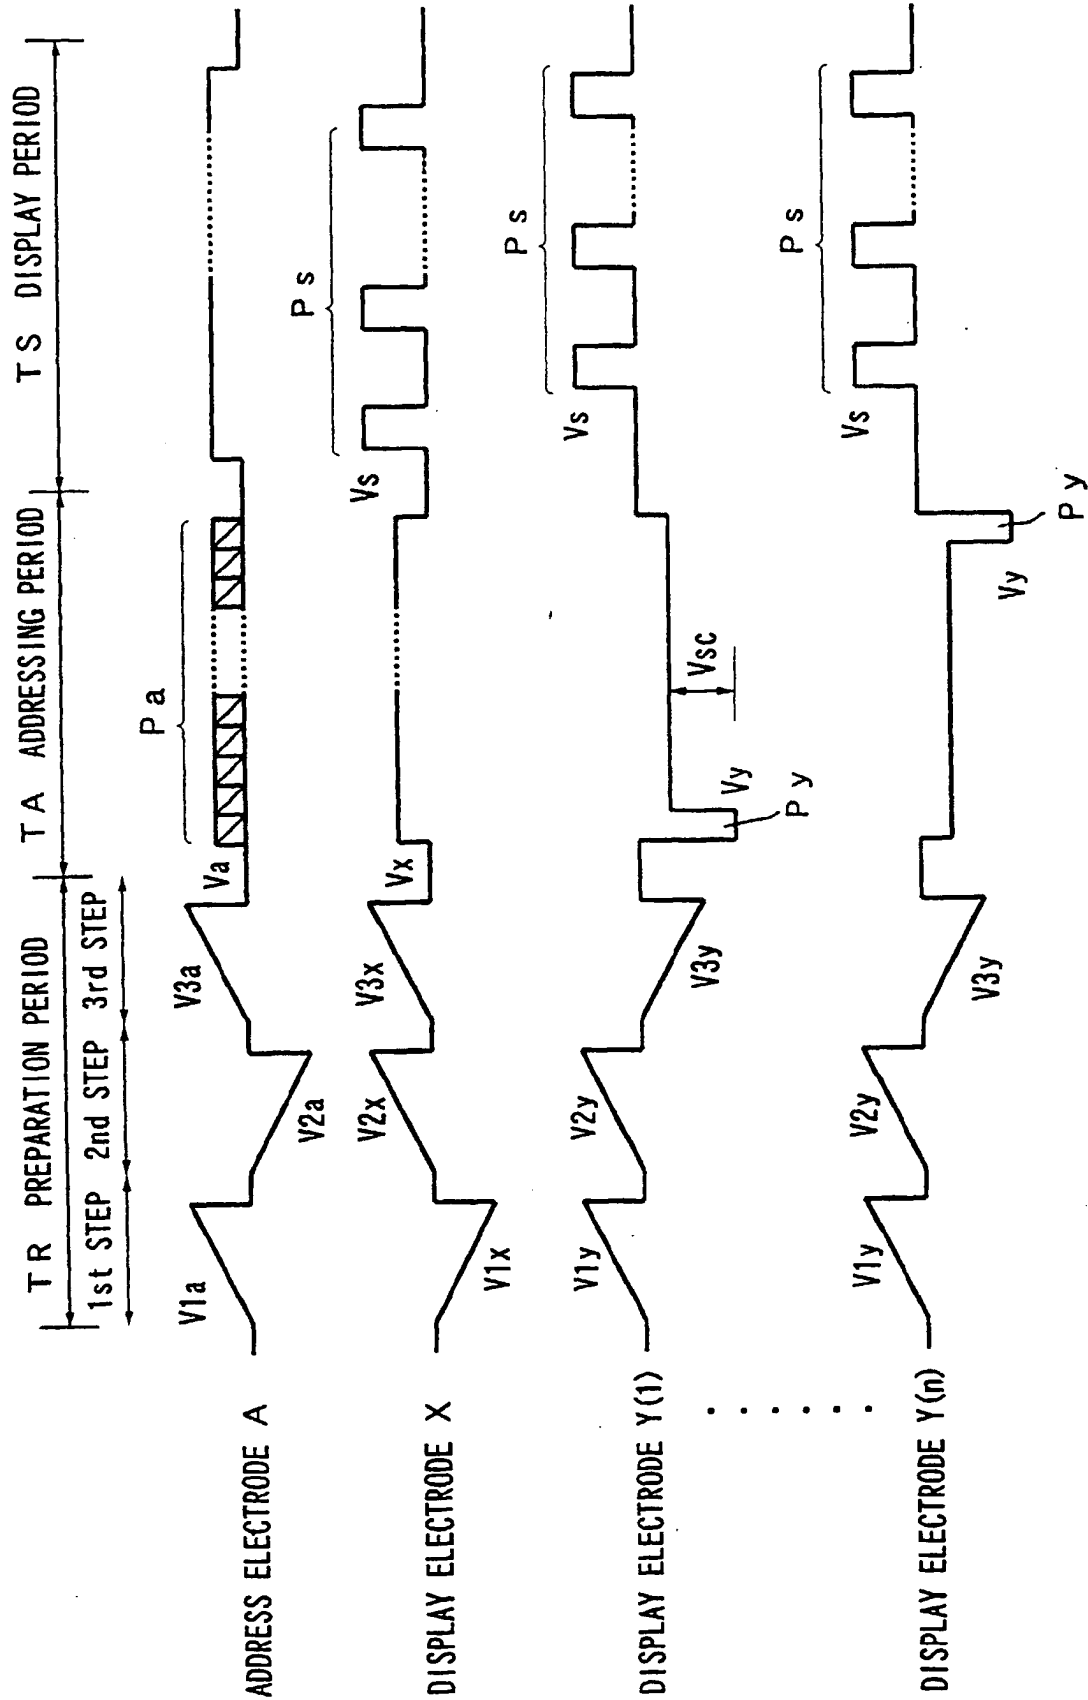 TR PREPARATION PERIOD
TA ADDRESSING PERIOD
TS DISPLAY PERIOD
1st STEP
2nd STEP
3rd STEP
ADDRESS ELECTRODE A
V1a
V2a
V3a
Va
Pa
DISPLAY ELECTRODE X
V1x
V2x
V3x
Vx
Vs
Ps
DISPLAY ELECTRODE Y(1)
V1y
V2y
V3y
Vy
Py
Vsc
Vs
Ps
DISPLAY ELECTRODE Y(n)
V1y
V2y
V3y
Vy
Py
Vs
Ps